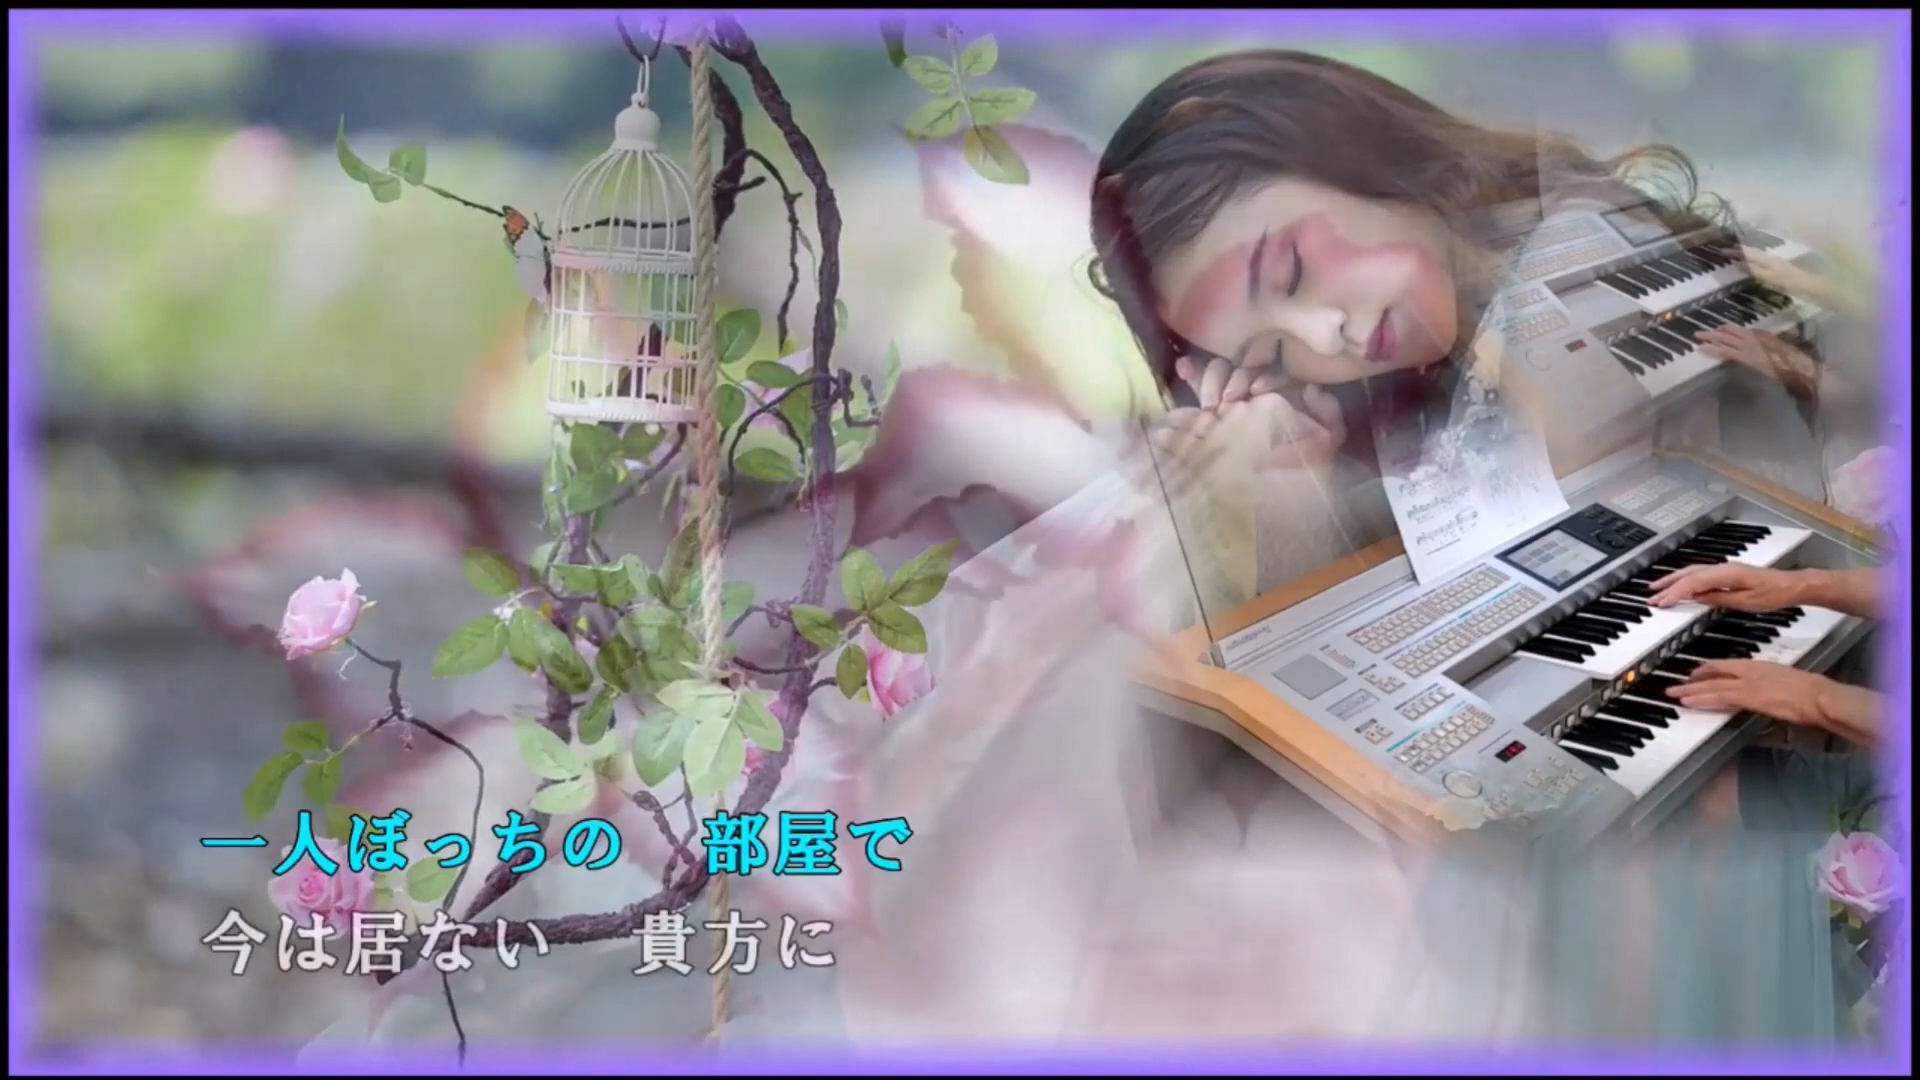 一人ぼっちの　部屋で
今は居ない　貴方に